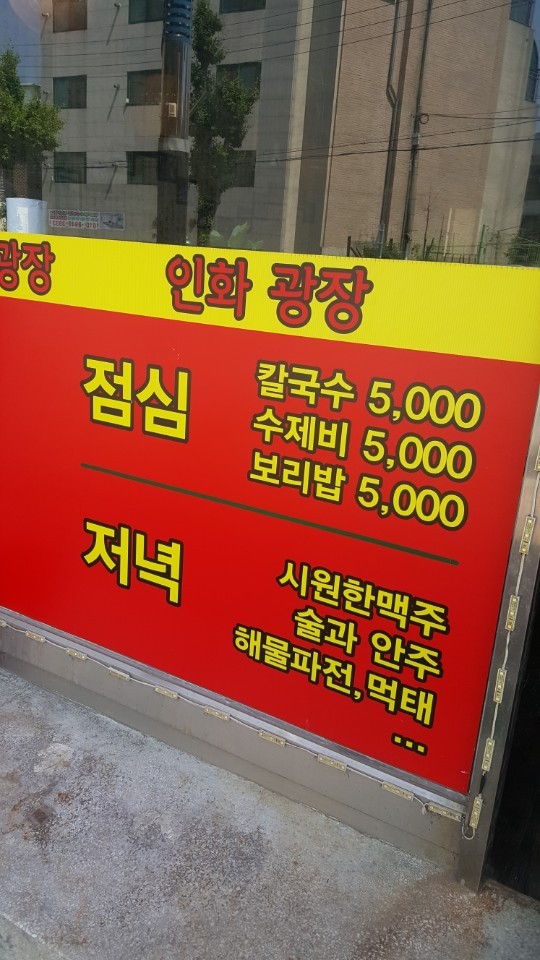 광장 인화 광장
점심
칼국수 5,000
수제비 5,000
보리밥 5,000
저녁
시원한맥주
술과 안주
해물파전,먹태
...